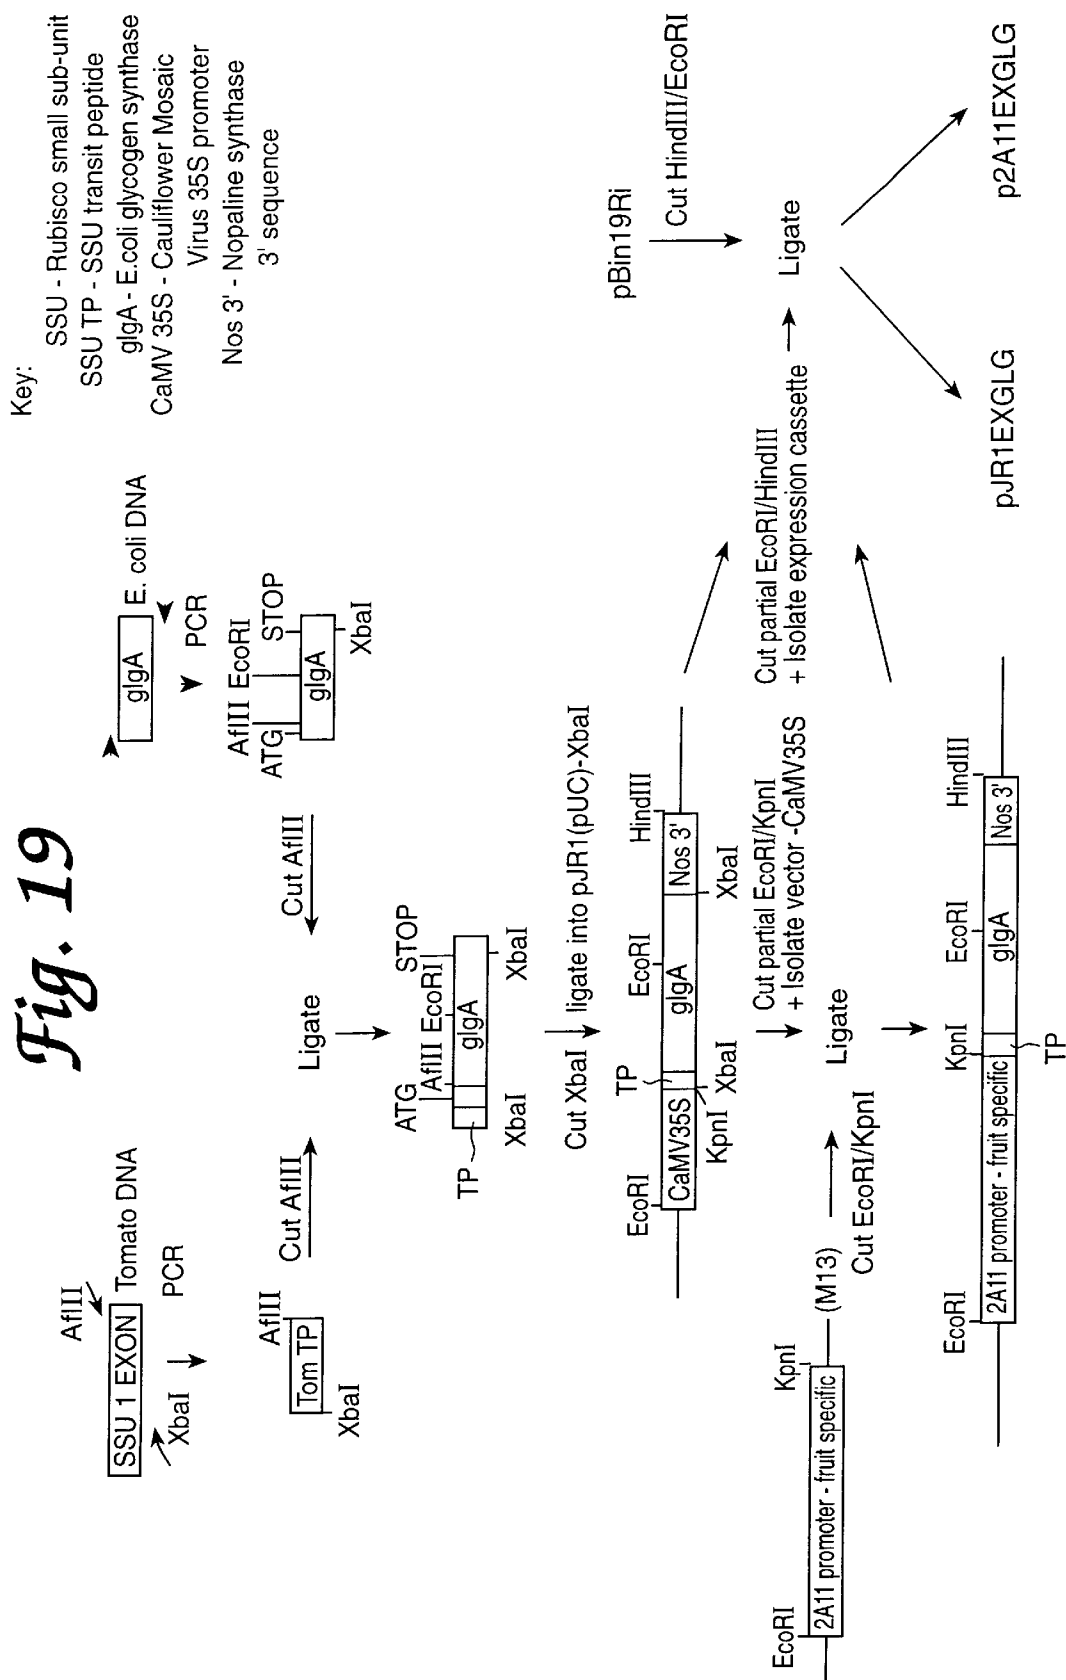 Fig. 19
Key:
SSU - Rubisco small sub-unit
SSU TP - SSU transit peptide
glgA - E.coli glycogen synthase
CaMV 35S - Cauliflower Mosaic
Virus 35S promoter
Nos 3' - Nopaline synthase
3' sequence
AflII
SSU 1 EXON
Tomato DNA
XbaI
PCR
glgA
E. coli DNA
PCR
AflII
Tom TP
XbaI
Cut AflII
AflII EcoRI
ATG
STOP
glgA
XbaI
Cut AflII
Ligate
ATG
AflII EcoRI
STOP
glgA
TP
XbaI
XbaI
Cut XbaI
ligate into pJR1(pUC)-XbaI
EcoRI
TP
EcoRI
HindIII
CaMV35S
glgA
Nos 3'
KpnI
XbaI
XbaI
Cut partial EcoRI/KpnI
+ Isolate vector -CaMV35S
Cut partial EcoRI/HindIII
+ Isolate expression cassette
pBin19Ri
Cut HindIII/EcoRI
Ligate
pJR1EXGLG
p2A11EXGLG
EcoRI
KpnI
2A11 promoter - fruit specific
(M13)
Cut EcoRI/KpnI
Ligate
EcoRI
KpnI
EcoRI
HindIII
2A11 promoter - fruit specific
glgA
Nos 3'
TP